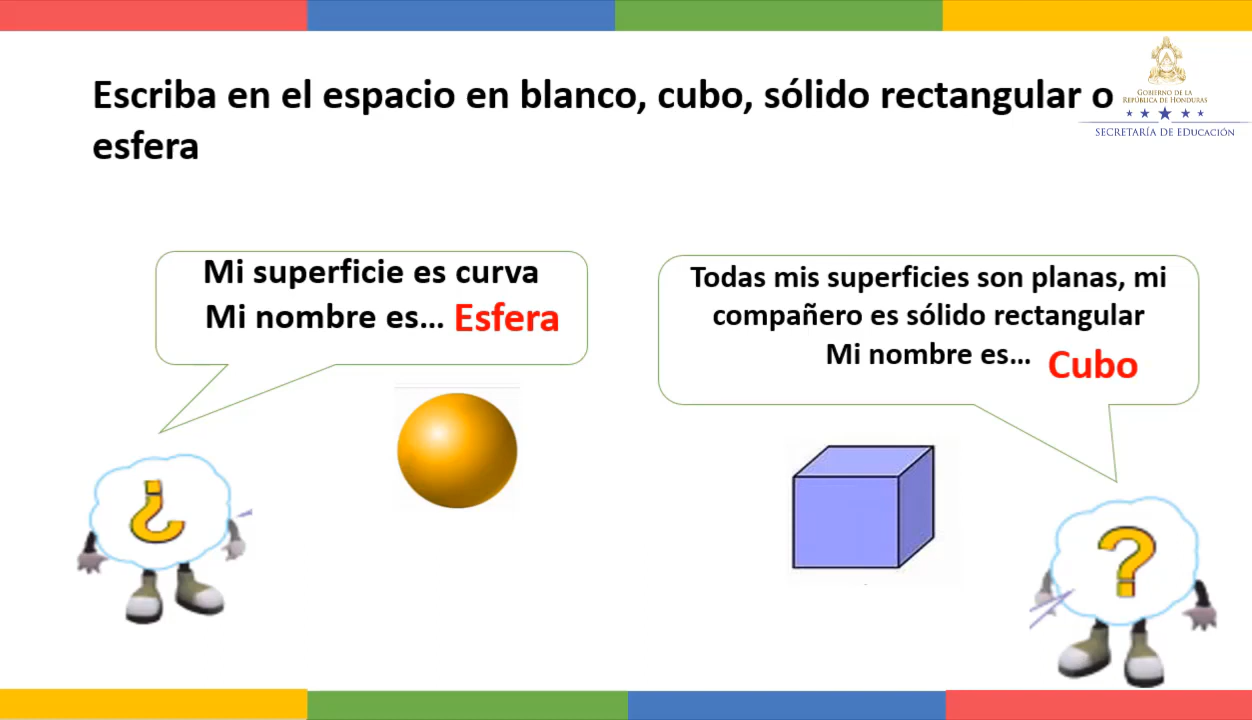 Escriba en el espacio en blanco, cubo, sólido rectangular o
esfera
GOBIERNO DE LA
REPÚBLICA DE HONDURAS
SECRETARÍA DE EDUCACIÓN
Mi superficie es curva
Mi nombre es... Esfera
Todas mis superficies son planas, mi
compañero es sólido rectangular
Mi nombre es... Cubo
¿
?